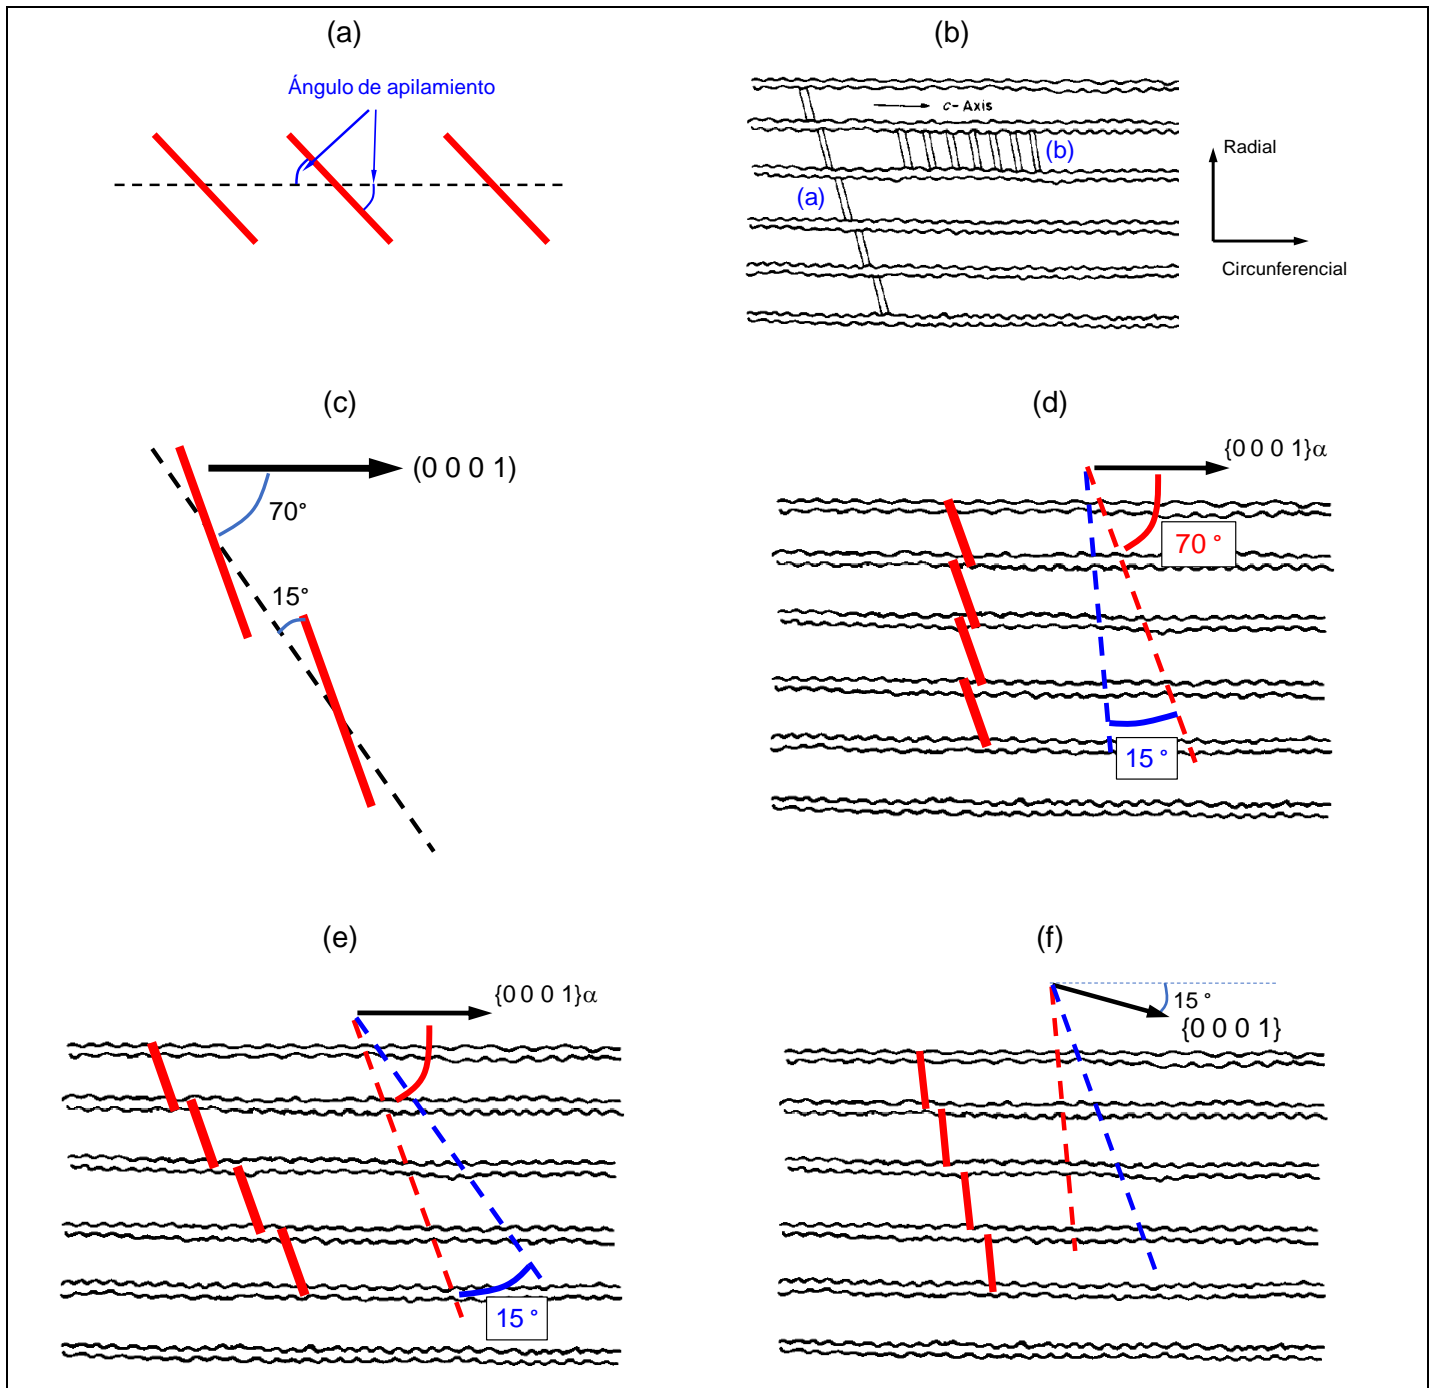 (a)
Ángulo de apilamiento
(b)
c- Axis
(b)
(a)
Radial
Circunferencial
(c)
(0 0 0 1)
70°
15°
(d)
{0 0 0 1}α
70 °
15 °
(e)
{0 0 0 1}α
15 °
(f)
15 °
{0 0 0 1}